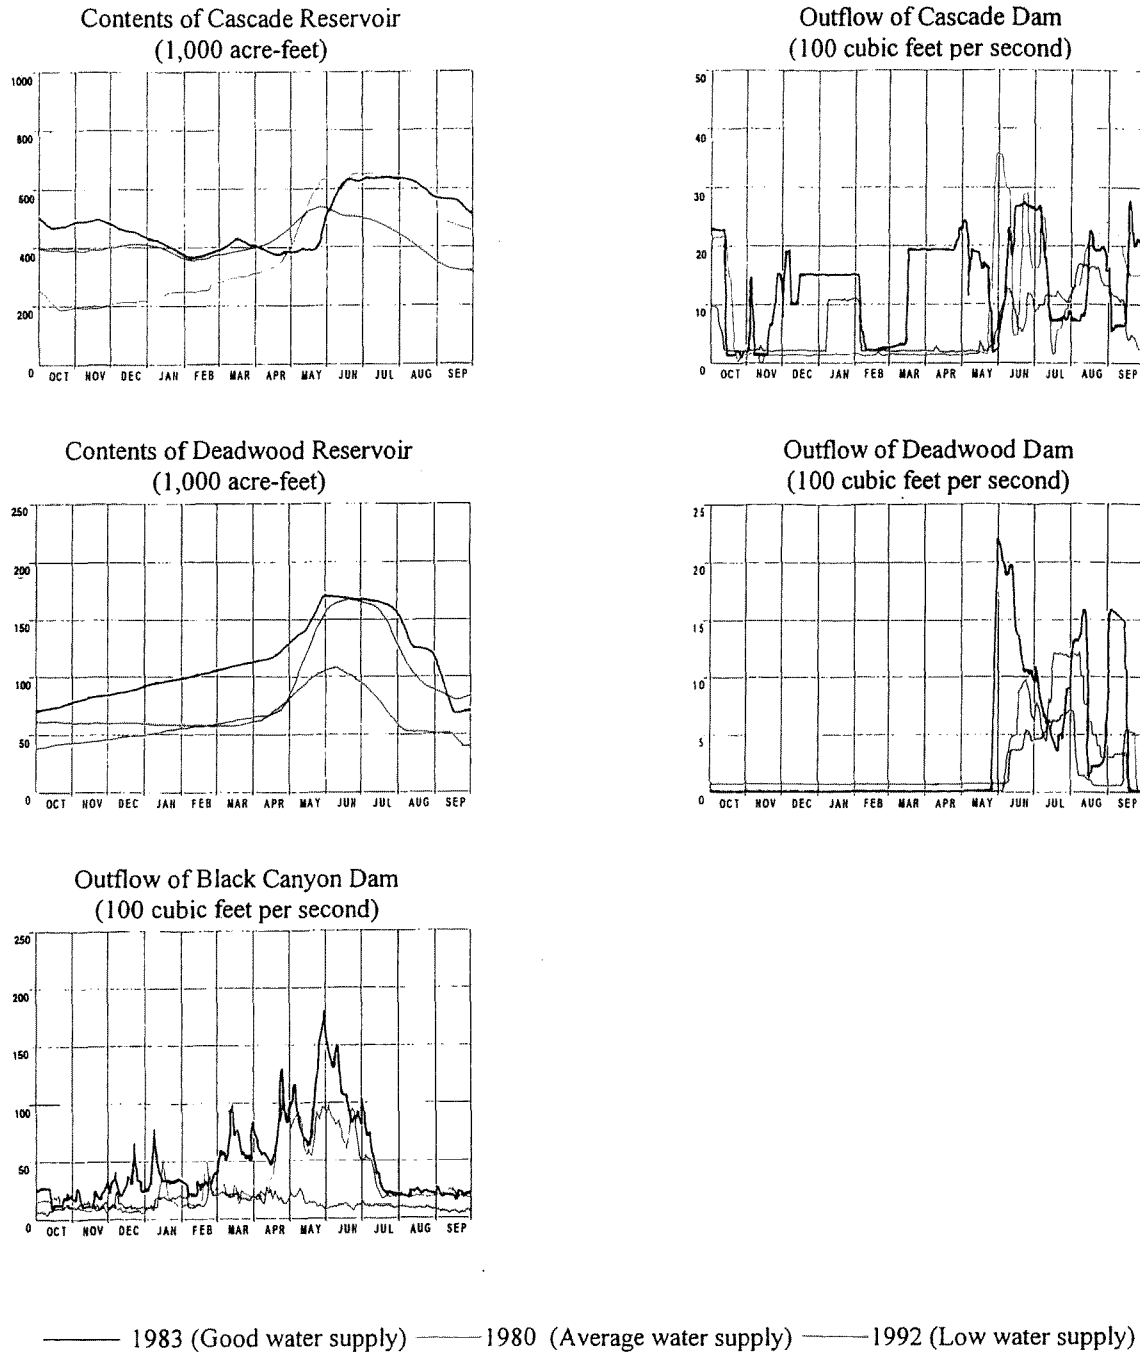 Contents of Cascade Reservoir
(1,000 acre-feet)
1000
800
600
400
200
0
OCT NOV DEC JAN FEB MAR APR MAY JUN JUL AUG SEP
Outflow of Cascade Dam
(100 cubic feet per second)
50
40
30
20
10
0
OCT NOV DEC JAN FEB MAR APR MAY JUN JUL AUG SEP
Contents of Deadwood Reservoir
(1,000 acre-feet)
250
200
150
100
50
0
OCT NOV DEC JAN FEB MAR APR MAY JUN JUL AUG SEP
Outflow of Deadwood Dam
(100 cubic feet per second)
25
20
15
10
5
0
OCT NOV DEC JAN FEB MAR APR MAY JUN JUL AUG SEP
Outflow of Black Canyon Dam
(100 cubic feet per second)
250
200
150
100
50
0
OCT NOV DEC JAN FEB MAR APR MAY JUN JUL AUG SEP
1983 (Good water supply) 1980 (Average water supply) 1992 (Low water supply)